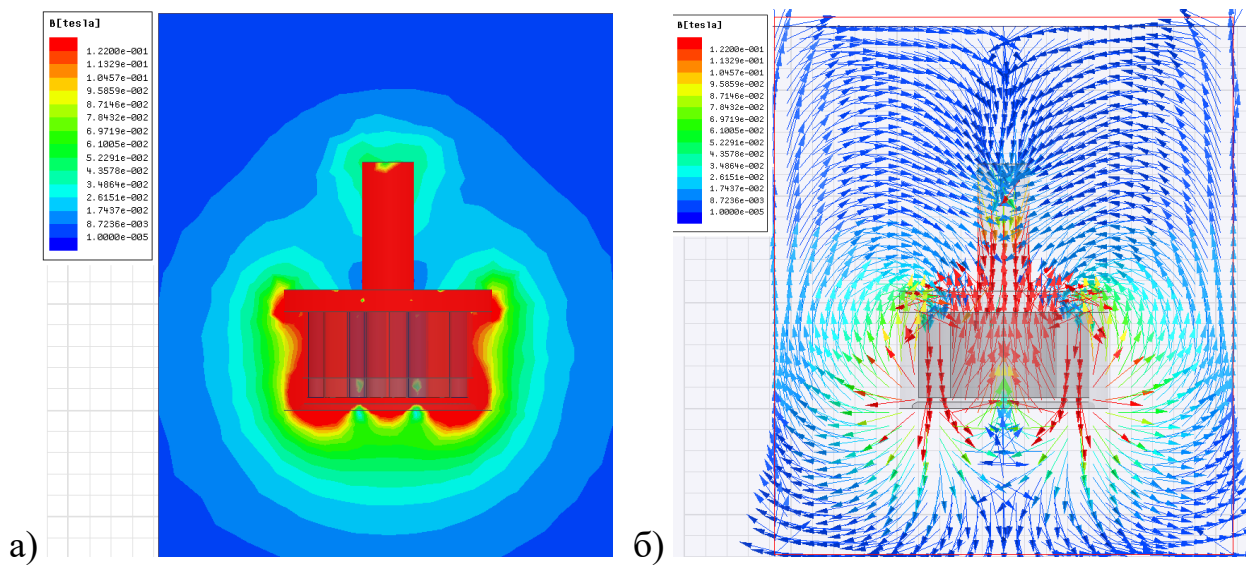 B[tesla]
1.2200e-001
1.1329e-001
1.0457e-001
9.5859e-002
8.7146e-002
7.8432e-002
6.9719e-002
6.1005e-002
5.2291e-002
4.3578e-002
3.4864e-002
2.6151e-002
1.7437e-002
8.7236e-003
1.0000e-005
а)
B[tesla]
1.2200e-001
1.1329e-001
1.0457e-001
9.5859e-002
8.7146e-002
7.8432e-002
6.9719e-002
6.1005e-002
5.2291e-002
4.3578e-002
3.4864e-002
2.6151e-002
1.7437e-002
8.7236e-003
1.0000e-005
б)